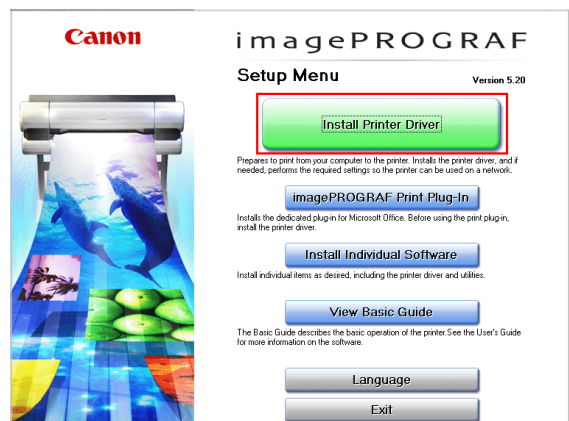 Canon
imagePROGRAF
Setup Menu
Version 5.20
Install Printer Driver
Prepares to print from your computer to the printer. Installs the printer driver, and if
needed, performs the required settings so the printer can be used on a network.
imagePROGRAF Print Plug-In
Installs the dedicated plug-in for Microsoft Office. Before using the print plug-in,
install the printer driver.
Install Individual Software
Install individual items as desired, including the printer driver and utilities.
View Basic Guide
The Basic Guide describes the basic operation of the printer.See the User's Guide
for more information on the software.
Language
Exit